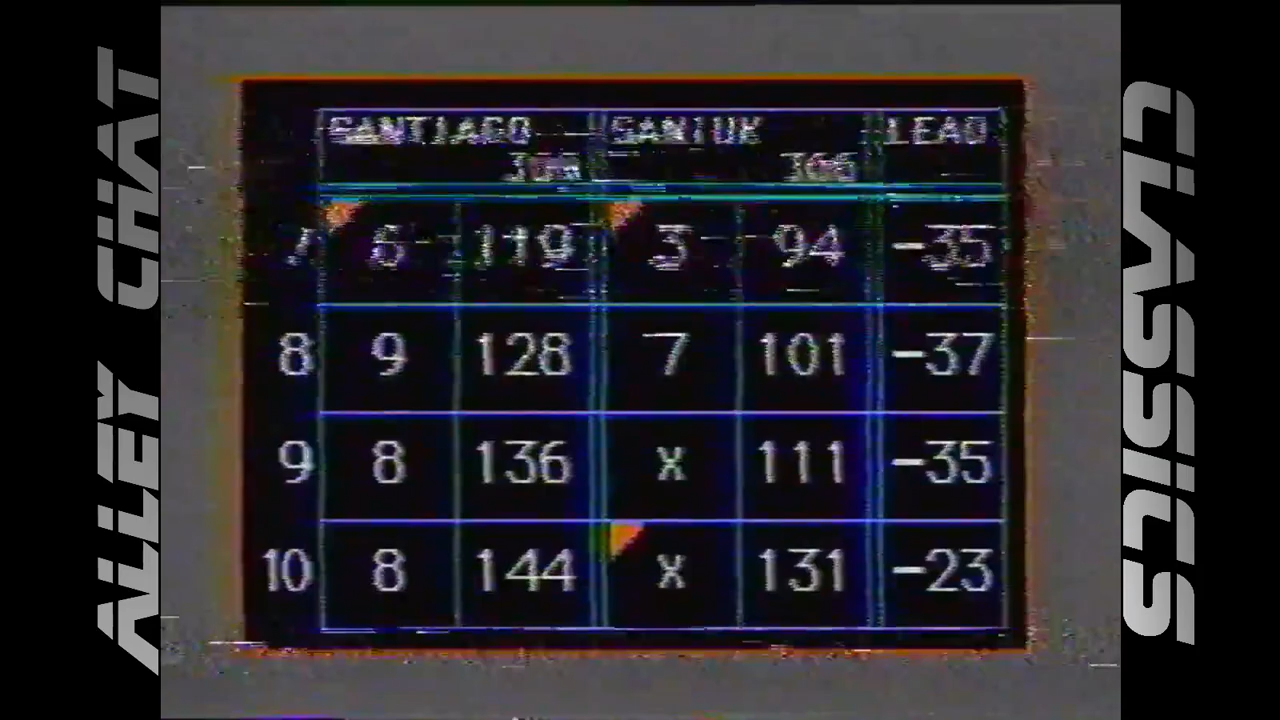 ALLEY CHAT
SANTIAGO SANIUK LEAD
366
7 6 119 3 94 -35
8 9 128 7 101 -37
9 8 136 X 111 -35
10 8 144 X 131 -23
CLASSICS